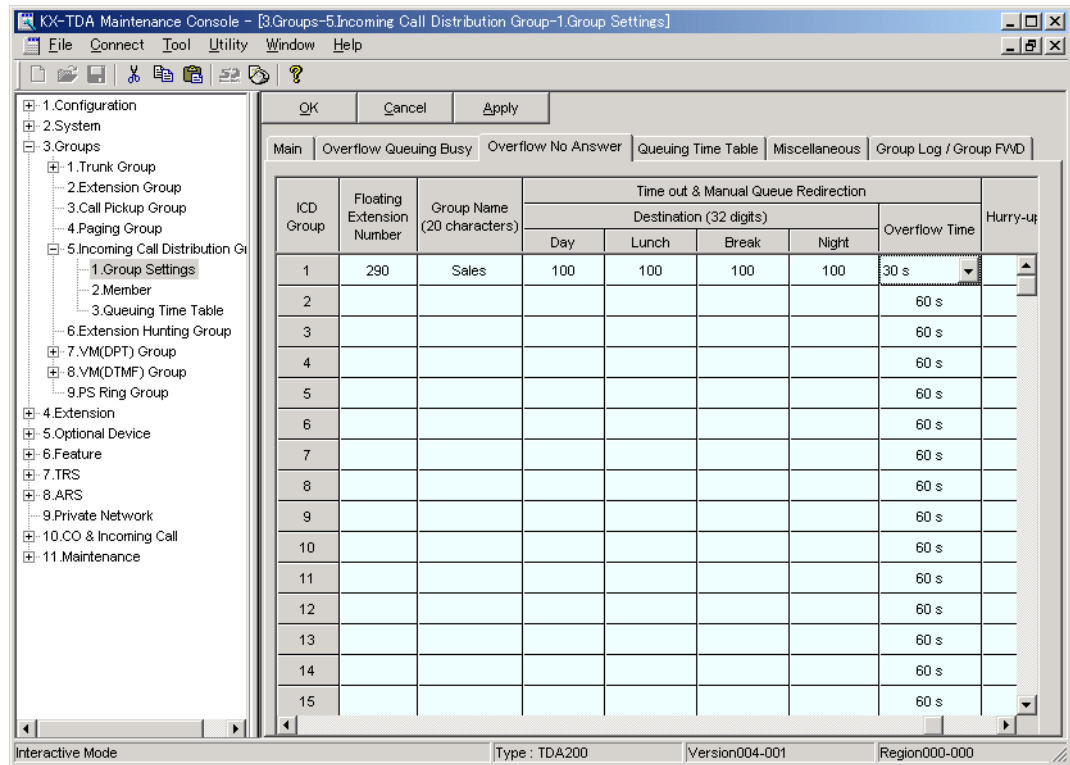 KX-TDA Maintenance Console - [3.Groups-5.Incoming Call Distribution Group-1.Group Settings]
File Connect Tool Utility Window Help
1.Configuration
2.System
3.Groups
1.Trunk Group
2.Extension Group
3.Call Pickup Group
4.Paging Group
5.Incoming Call Distribution Gr
1.Group Settings
2.Member
3.Queuing Time Table
6.Extension Hunting Group
7.VM(DPT) Group
8.VM(DTMF) Group
9.PS Ring Group
4.Extension
5.Optional Device
6.Feature
7.TRS
8.ARS
9.Private Network
10.CO & Incoming Call
11.Maintenance
OK Cancel Apply
Main Overflow Queuing Busy Overflow No Answer Queuing Time Table Miscellaneous Group Log / Group FWD
ICD Group
Floating Extension Number
Group Name (20 characters)
Time out & Manual Queue Redirection
Destination (32 digits)
Day Lunch Break Night
Overflow Time
Hurry-up
1 290 Sales 100 100 100 100 30 s
2 60 s
3 60 s
4 60 s
5 60 s
6 60 s
7 60 s
8 60 s
9 60 s
10 60 s
11 60 s
12 60 s
13 60 s
14 60 s
15 60 s
Interactive Mode Type : TDA200 Version004-001 Region000-000